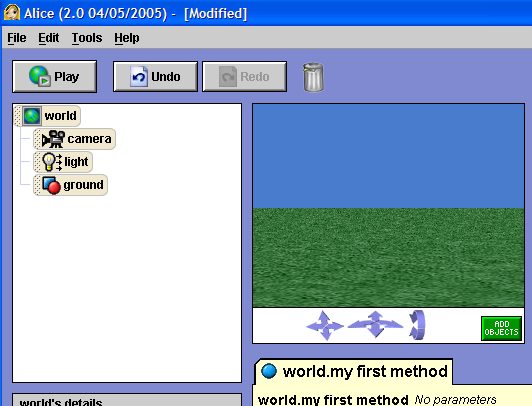 Alice (2.0 04/05/2005) - [Modified]
File Edit Tools Help
Play Undo Redo
world
camera
light
ground
ADD
OBJECTS
world.my first method
world's details
world.my first method No parameters